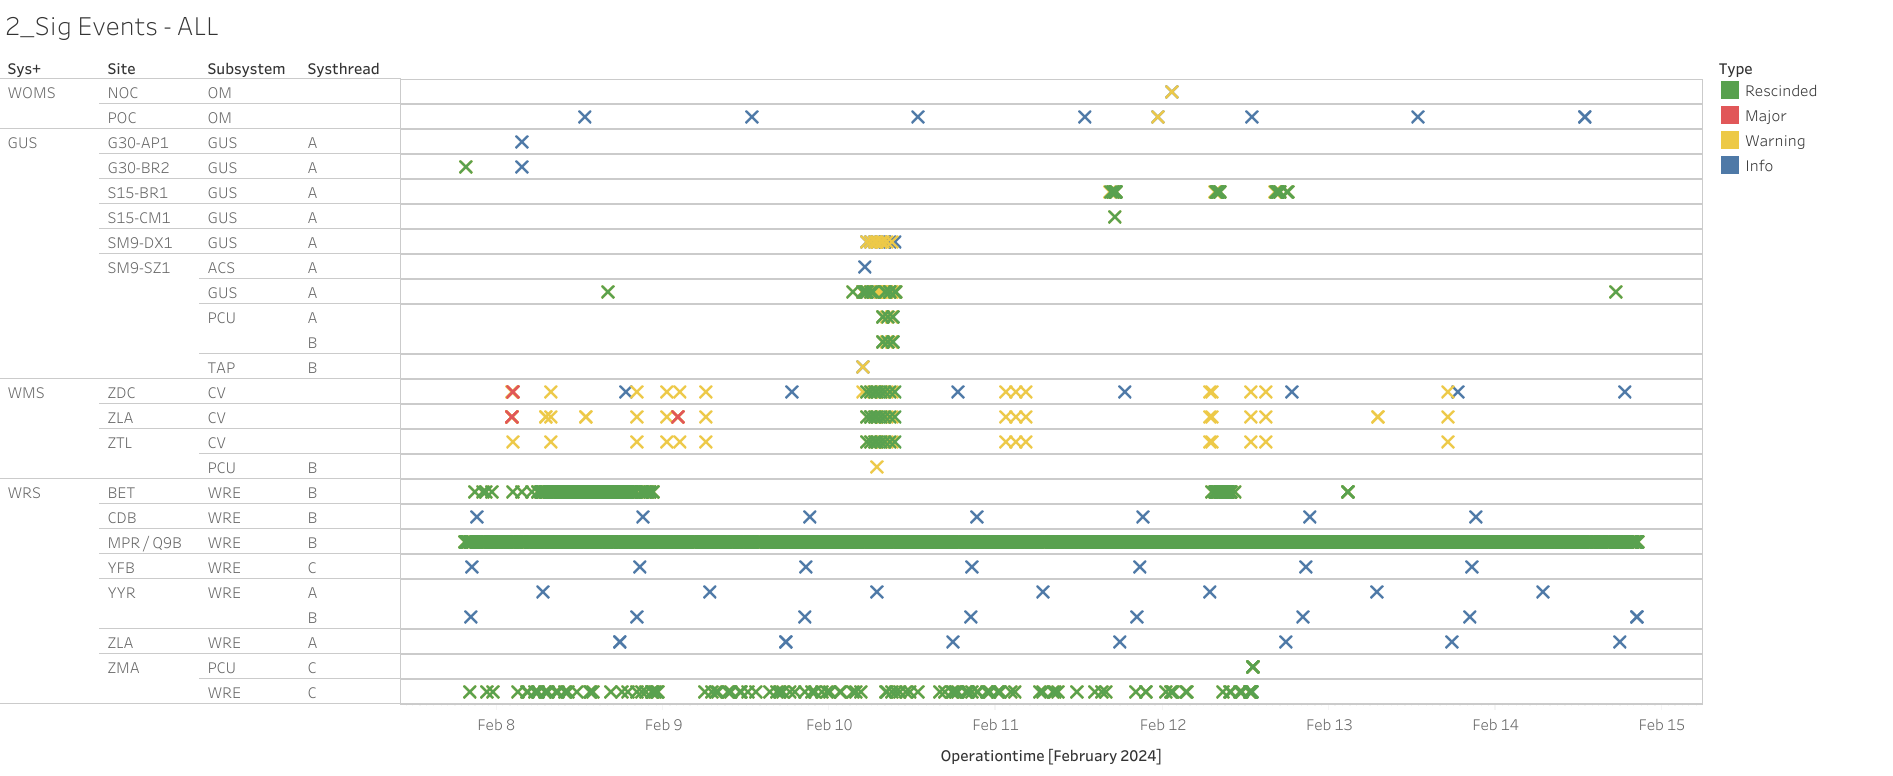 2_Sig Events - ALL
Sys+ Site Subsystem Systhread
Type
WOMS NOC OM
Rescinded
POC OM
Major
GUS G30-AP1 GUS A
Warning
G30-BR2 GUS A
Info
S15-BR1 GUS A
S15-CM1 GUS A
SM9-DX1 GUS A
SM9-SZ1 ACS A
GUS A
PCU A
B
TAP B
WMS ZDC CV
ZLA CV
ZTL CV
PCU B
WRS BET WRE B
CDB WRE B
MPR / Q9B WRE B
YFB WRE C
YYR WRE A
B
ZLA WRE A
ZMA PCU C
WRE C
Feb 8 Feb 9 Feb 10 Feb 11 Feb 12 Feb 13 Feb 14 Feb 15
Operationtime [February 2024]